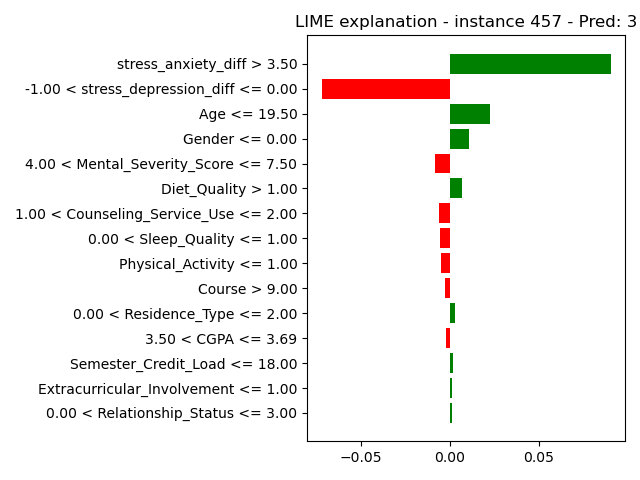 LIME explanation - instance 457 - Pred: 3
stress_anxiety_diff > 3.50
-1.00 < stress_depression_diff <= 0.00
Age <= 19.50
Gender <= 0.00
4.00 < Mental_Severity_Score <= 7.50
Diet_Quality > 1.00
1.00 < Counseling_Service_Use <= 2.00
0.00 < Sleep_Quality <= 1.00
Physical_Activity <= 1.00
Course > 9.00
0.00 < Residence_Type <= 2.00
3.50 < CGPA <= 3.69
Semester_Credit_Load <= 18.00
Extracurricular_Involvement <= 1.00
0.00 < Relationship_Status <= 3.00
−0.05 0.00 0.05